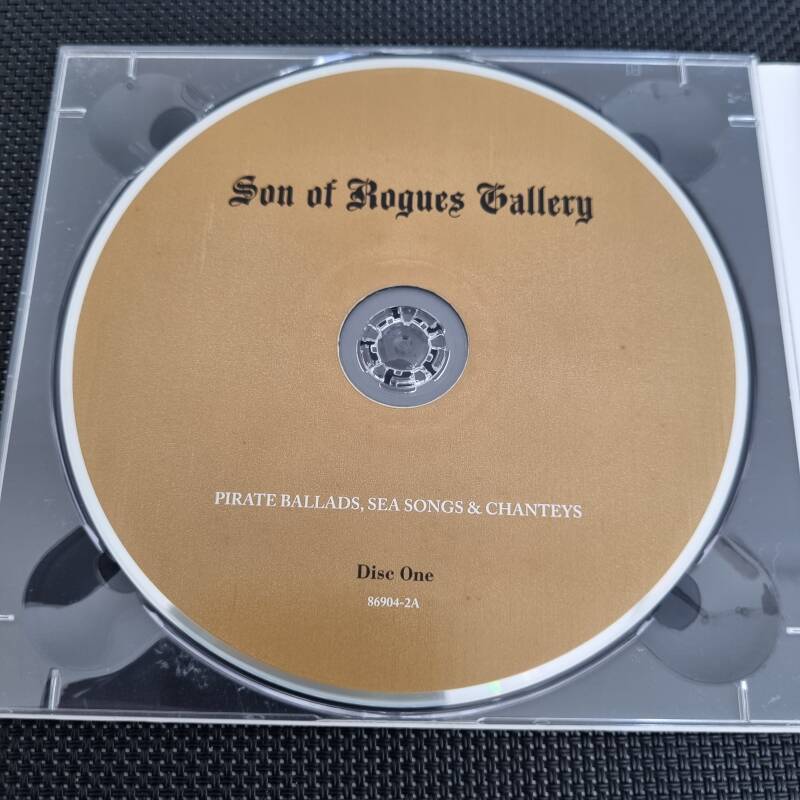 Son of Rogues Gallery
PIRATE BALLADS, SEA SONGS & CHANTEYS
Disc One
86904-2A